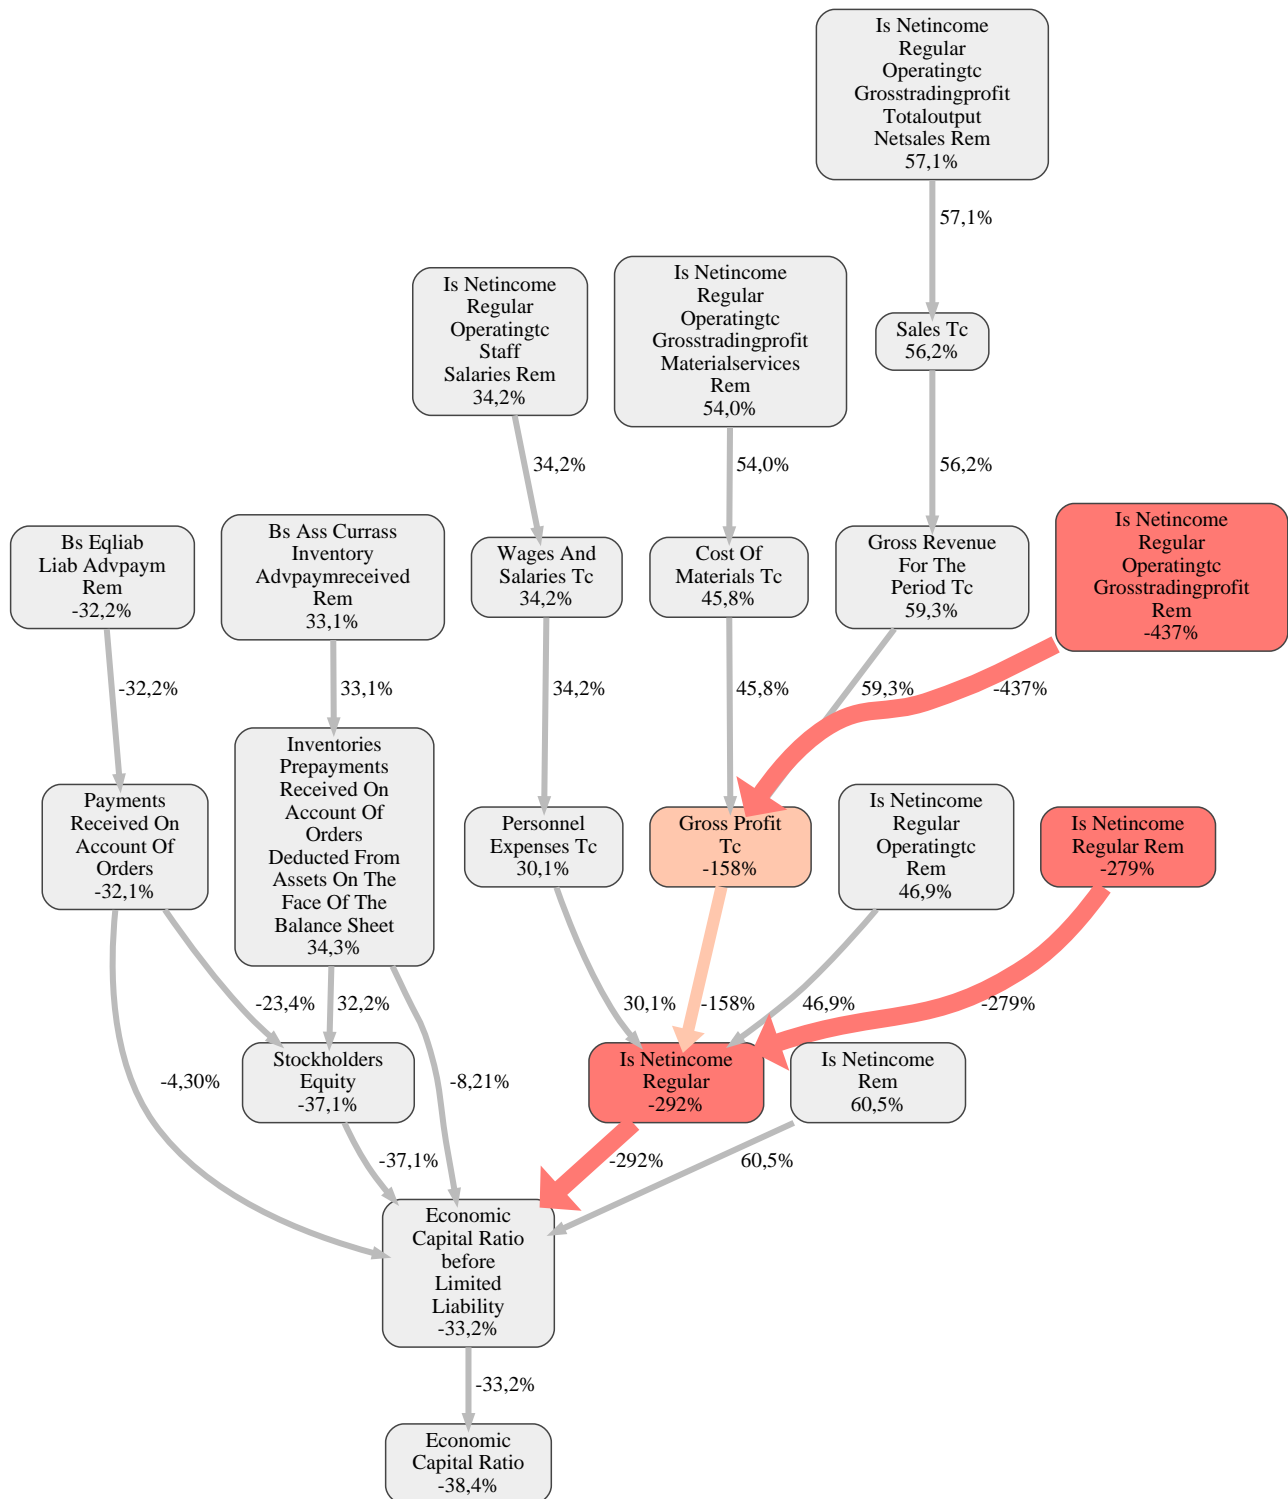 Is Netincome
Regular
Operatingtc
Grosstradingprofit
Totaloutput
Netsales Rem
57,1%
57,1%
Is Netincome
Regular
Operatingtc
Staff
Salaries Rem
34,2%
Is Netincome
Regular
Operatingtc
Grosstradingprofit
Materialservices
Rem
54,0%
Sales Tc
56,2%
34,2%
54,0%
56,2%
Bs Eqliab
Liab Advpaym
Rem
-32,2%
Bs Ass Currass
Inventory
Advpaymreceived
Rem
33,1%
Wages And
Salaries Tc
34,2%
Cost Of
Materials Tc
45,8%
Gross Revenue
For The
Period Tc
59,3%
Is Netincome
Regular
Operatingtc
Grosstradingprofit
Rem
-437%
-32,2%
33,1%
34,2%
45,8%
59,3%
-437%
Payments
Received On
Account Of
Orders
-32,1%
Inventories
Prepayments
Received On
Account Of
Orders
Deducted From
Assets On The
Face Of The
Balance Sheet
34,3%
Personnel
Expenses Tc
30,1%
Gross Profit
Tc
-158%
Is Netincome
Regular
Operatingtc
Rem
46,9%
Is Netincome
Regular Rem
-279%
-23,4%
32,2%
30,1%
-158%
46,9%
-279%
-4,30%
Stockholders
Equity
-37,1%
-8,21%
Is Netincome
Regular
-292%
Is Netincome
Rem
60,5%
-37,1%
-292%
60,5%
Economic
Capital Ratio
before
Limited
Liability
-33,2%
-33,2%
Economic
Capital Ratio
-38,4%